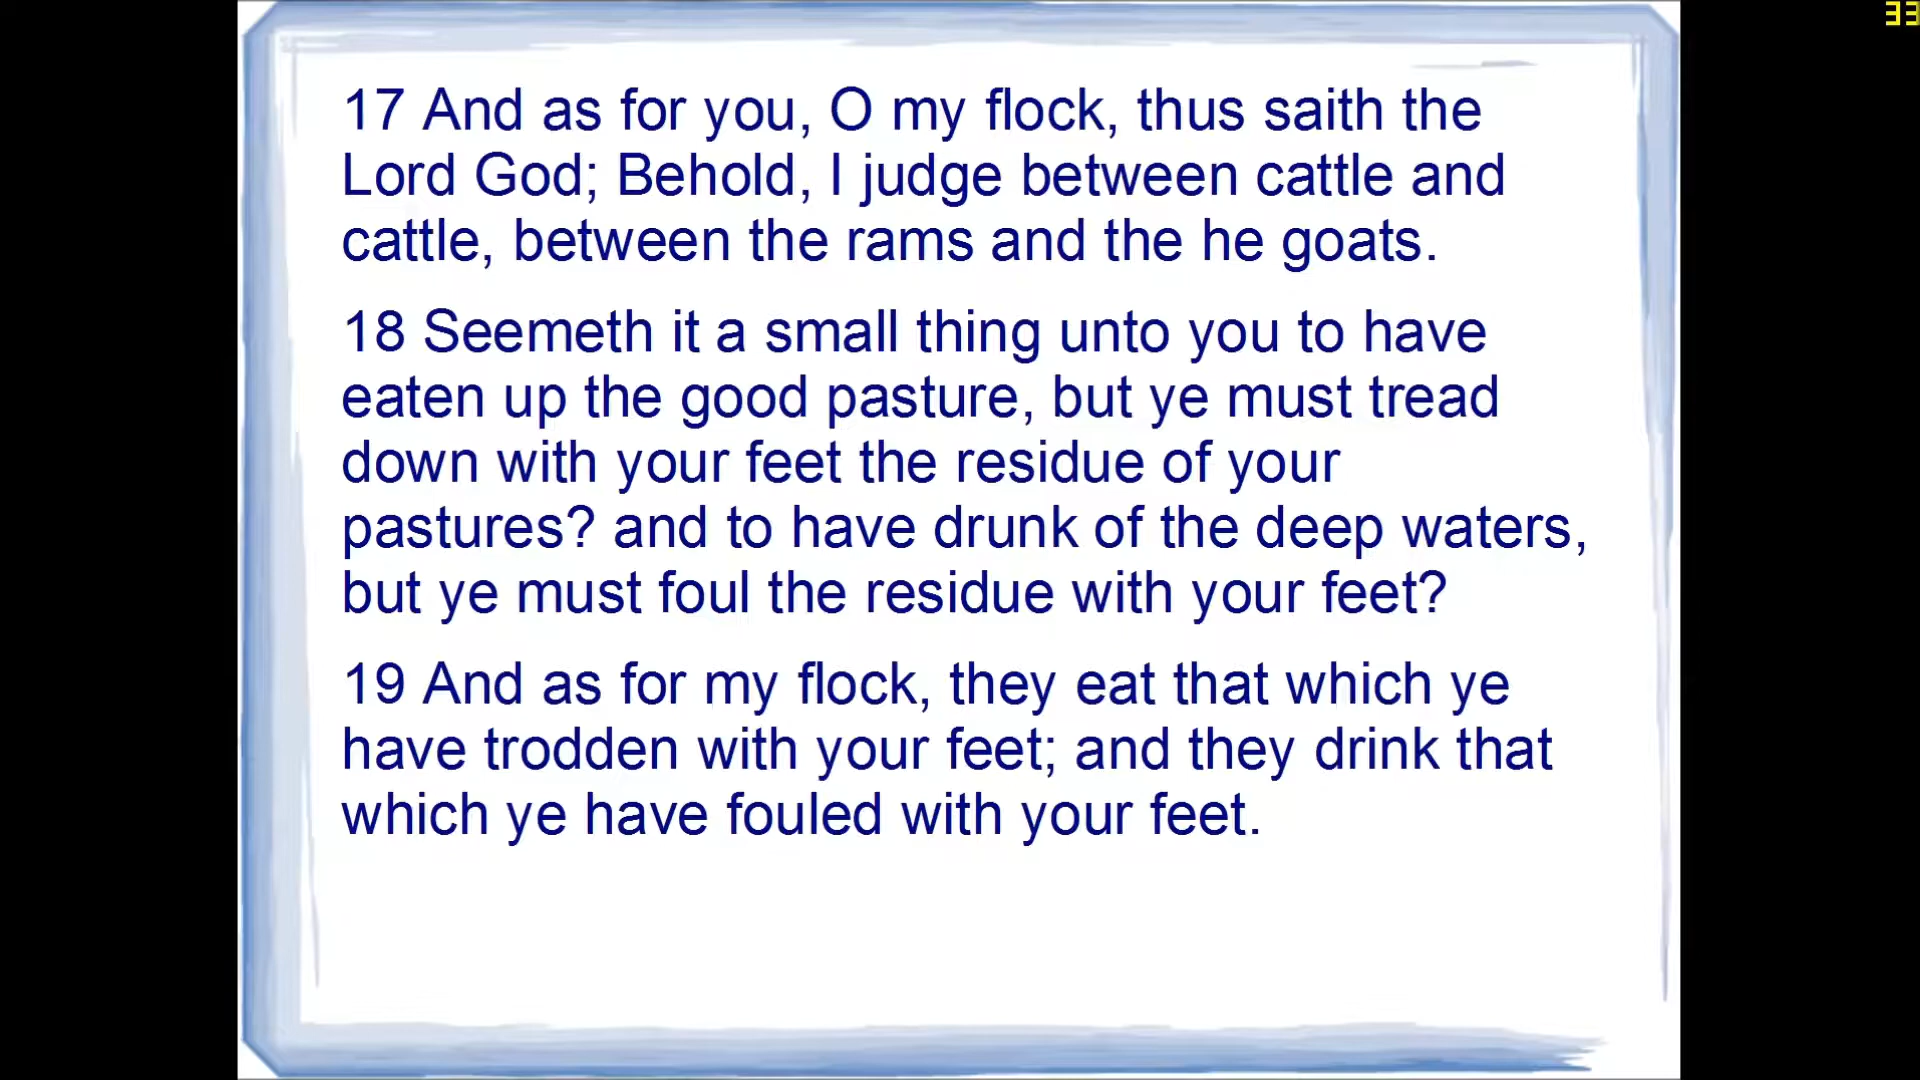 33
17 And as for you, O my flock, thus saith the
Lord God; Behold, I judge between cattle and
cattle, between the rams and the he goats.
18 Seemeth it a small thing unto you to have
eaten up the good pasture, but ye must tread
down with your feet the residue of your
pastures? and to have drunk of the deep waters,
but ye must foul the residue with your feet?
19 And as for my flock, they eat that which ye
have trodden with your feet; and they drink that
which ye have fouled with your feet.